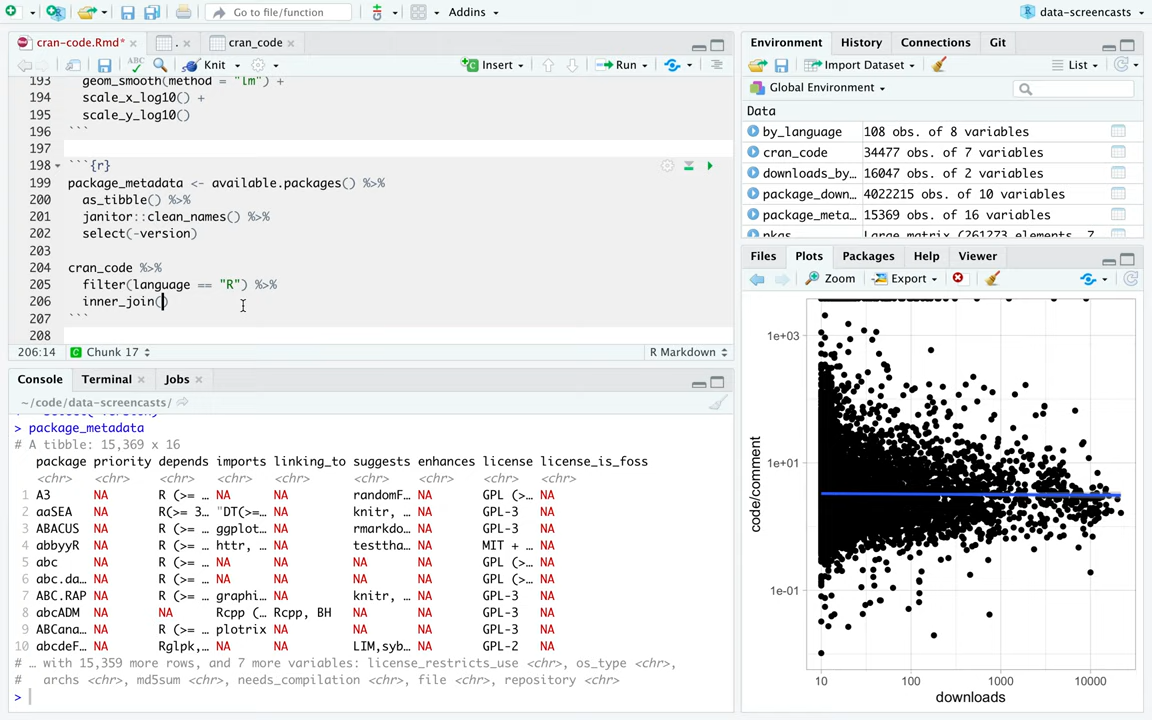 Go to file/function
Addins
data-screencasts
cran-code.Rmd*
.
cran_code
Knit
Insert
Run
193 geom_smooth(method = "lm") +
194 scale_x_log10() +
195 scale_y_log10()
196 ```
197
198 ```{r}
199 package_metadata <- available.packages() %>%
200 as_tibble() %>%
201 janitor::clean_names() %>%
202 select(-version)
203
204 cran_code %>%
205 filter(language == "R") %>%
206 inner_join()
207 ```
208
206:14 Chunk 17 R Markdown
Console Terminal Jobs
~/code/data-screencasts/
> package_metadata
# A tibble: 15,369 x 16
package priority depends imports linking_to suggests enhances license license_is_foss
<chr> <chr> <chr> <chr> <chr> <chr> <chr> <chr> <chr>
1 A3 NA R (>= … NA NA randomF… NA GPL (>… NA
2 aaSEA NA R(>= 3… "DT(>=… NA knitr, … NA GPL-3 NA
3 ABACUS NA R (>= … ggplot… NA rmarkdo… NA GPL-3 NA
4 abbyyR NA R (>= … httr, … NA testtha… NA MIT + … NA
5 abc NA R (>= … NA NA NA NA GPL (>… NA
6 abc.da… NA R (>= … NA NA NA NA GPL (>… NA
7 ABC.RAP NA R (>= … graphi… NA knitr, … NA GPL-3 NA
8 abcADM NA NA Rcpp (… Rcpp, BH NA NA GPL-3 NA
9 ABCana… NA R (>= … plotrix NA NA NA GPL-3 NA
10 abcdeF… NA Rglpk,… NA NA LIM,syb… NA GPL-2 NA
# … with 15,359 more rows, and 7 more variables: license_restricts_use <chr>, os_type <chr>,
# archs <chr>, md5sum <chr>, needs_compilation <chr>, file <chr>, repository <chr>
>
Environment History Connections Git
Import Dataset
List
Global Environment
Data
by_language 108 obs. of 8 variables
cran_code 34477 obs. of 7 variables
downloads_by… 16047 obs. of 2 variables
package_down… 4022215 obs. of 10 variables
package_meta… 15369 obs. of 16 variables
pkgs Large matrix (261273 elements, 7
Files Plots Packages Help Viewer
Zoom Export
1e+03
1e+01
1e-01
code/comment
10 100 1000 10000
downloads